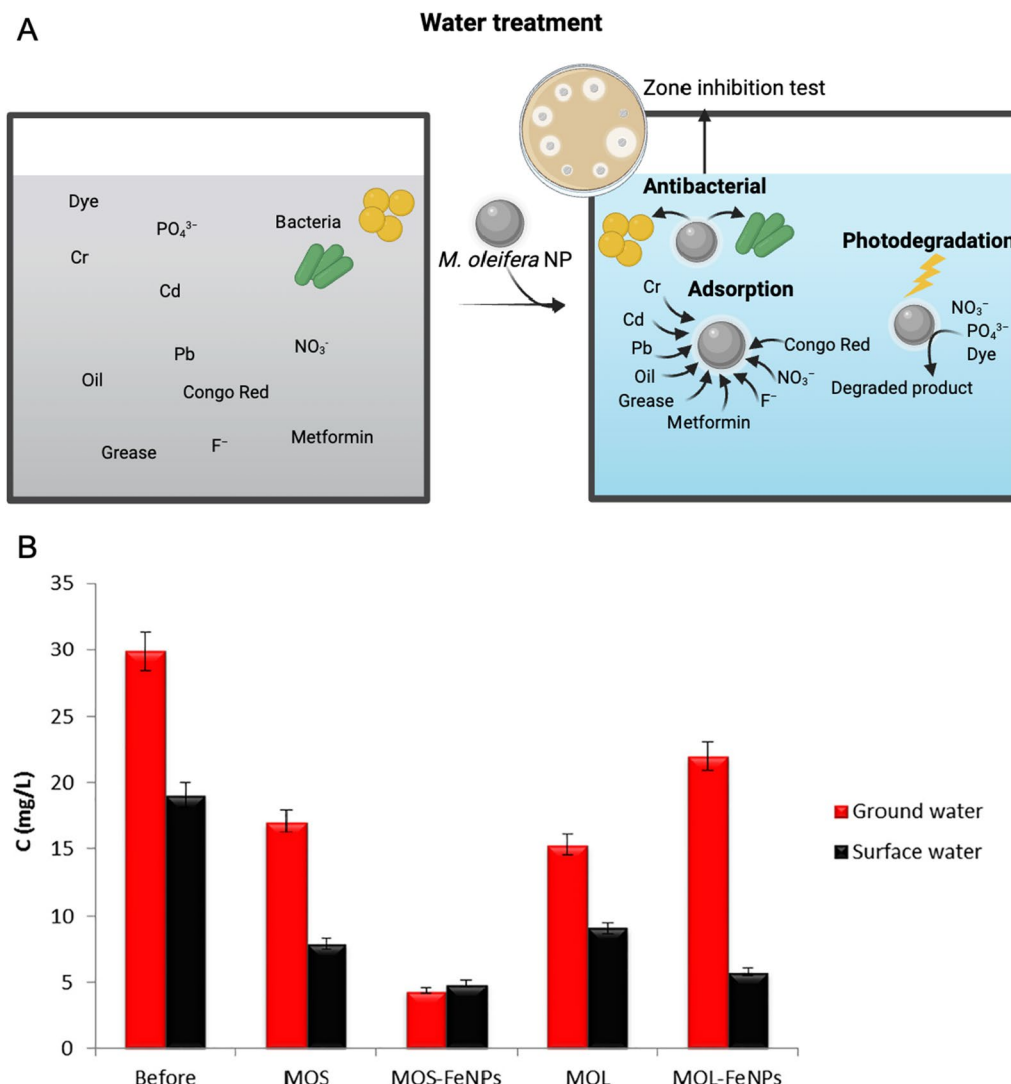 A
Water treatment
Zone inhibition test
Dye
PO₄³⁻
Bacteria
Cr
Cd
Pb
NO₃⁻
Oil
Congo Red
Grease
F⁻
Metformin
M. oleifera NP
Antibacterial
Photodegradation
Adsorption
Cr
Cd
Pb
Oil
Grease
Metformin
F⁻
NO₃⁻
Congo Red
NO₃⁻
PO₄³⁻
Dye
Degraded product
B
C (mg/L)
35
30
25
20
15
10
5
0
Before
MOS
MOS-FeNPs
MOL
MOL-FeNPs
Ground water
Surface water